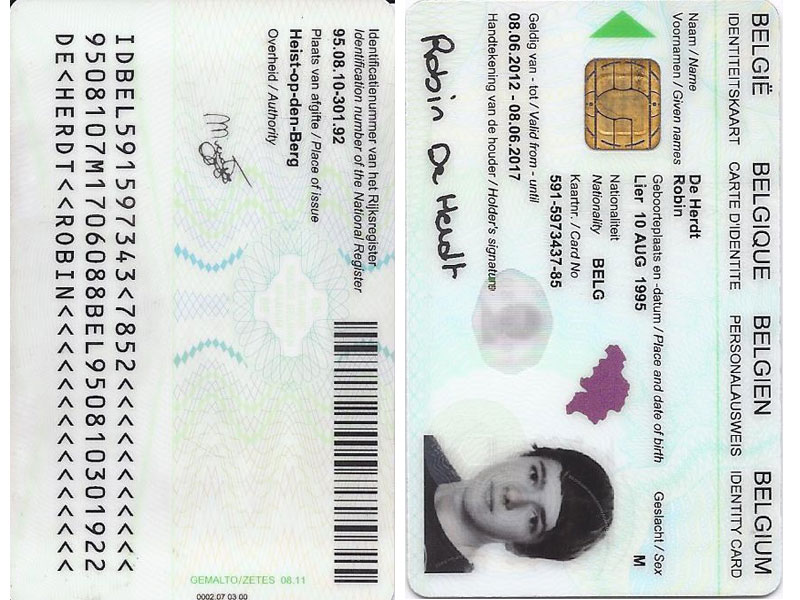 Identificatienummer van het Rijksregister
Identification number of the National Register
95.08.10-301.92
Plaats van afgifte / Place of issue
Heist-op-den-Berg
Overheid / Authority
GEMALTO/ZETES 08.11
0002.07 03 00
IDBEL591597343<7852<<<<<<<<<<<
9508107M1706088BEL950810301922
DE<HERDT<<ROBIN<<<<<<<<<<<<<<<
BELGIË BELGIQUE BELGIEN BELGIUM
IDENTITEITSKAART CARTE D'IDENTITE PERSONALAUSWEIS IDENTITY CARD
Naam / Name
De Herdt
Voornamen / Given names
Robin
Geboorteplaats en -datum / Place and date of birth
Geslacht / Sex
Lier 10 AUG 1995
M
Nationaliteit
Nationality
BELG
Kaartnr. / Card No
591-5973437-85
Geldig van - tot / Valid from - until
08.06.2012 - 08.06.2017
Handtekening van de houder / Holder's signature
Robin De Herdt